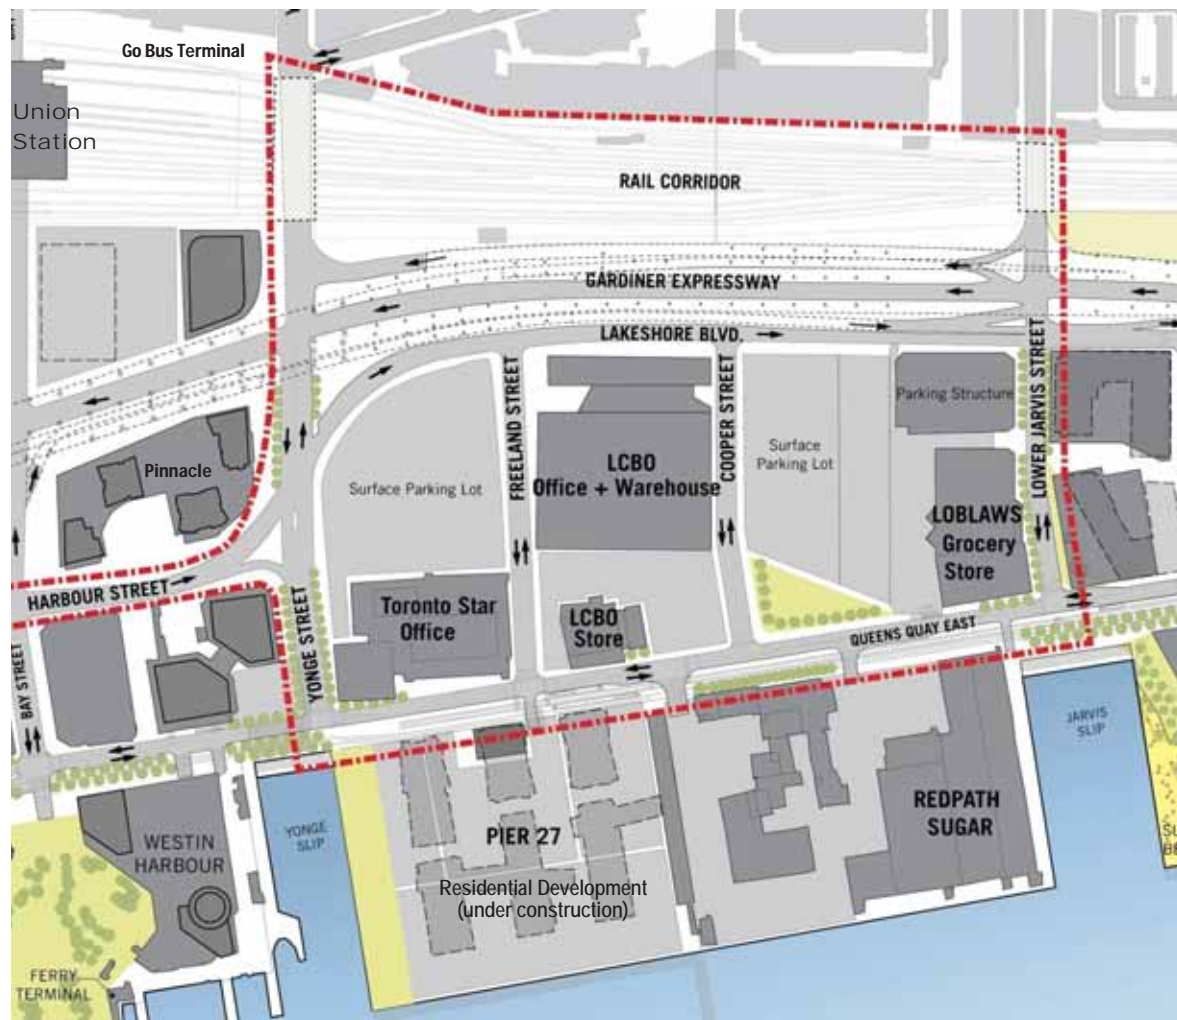 Go Bus Terminal
Union
Station
RAIL CORRIDOR
GARDINER EXPRESSWAY
LAKESHORE BLVD.
FREELAND STREET
COOPER STREET
LOWER JARVIS STREET
Parking Structure
Pinnacle
Surface Parking Lot
LCBO
Office + Warehouse
Surface
Parking Lot
LOBLAWS
Grocery
Store
HARBOUR STREET
YONGE STREET
BAY STREET
Toronto Star
Office
LCBO
Store
QUEENS QUAY EAST
JARVIS
SLIP
YONGE
SLIP
WESTIN
HARBOUR
PIER 27
Residential Development
(under construction)
REDPATH
SUGAR
FERRY
TERMINAL